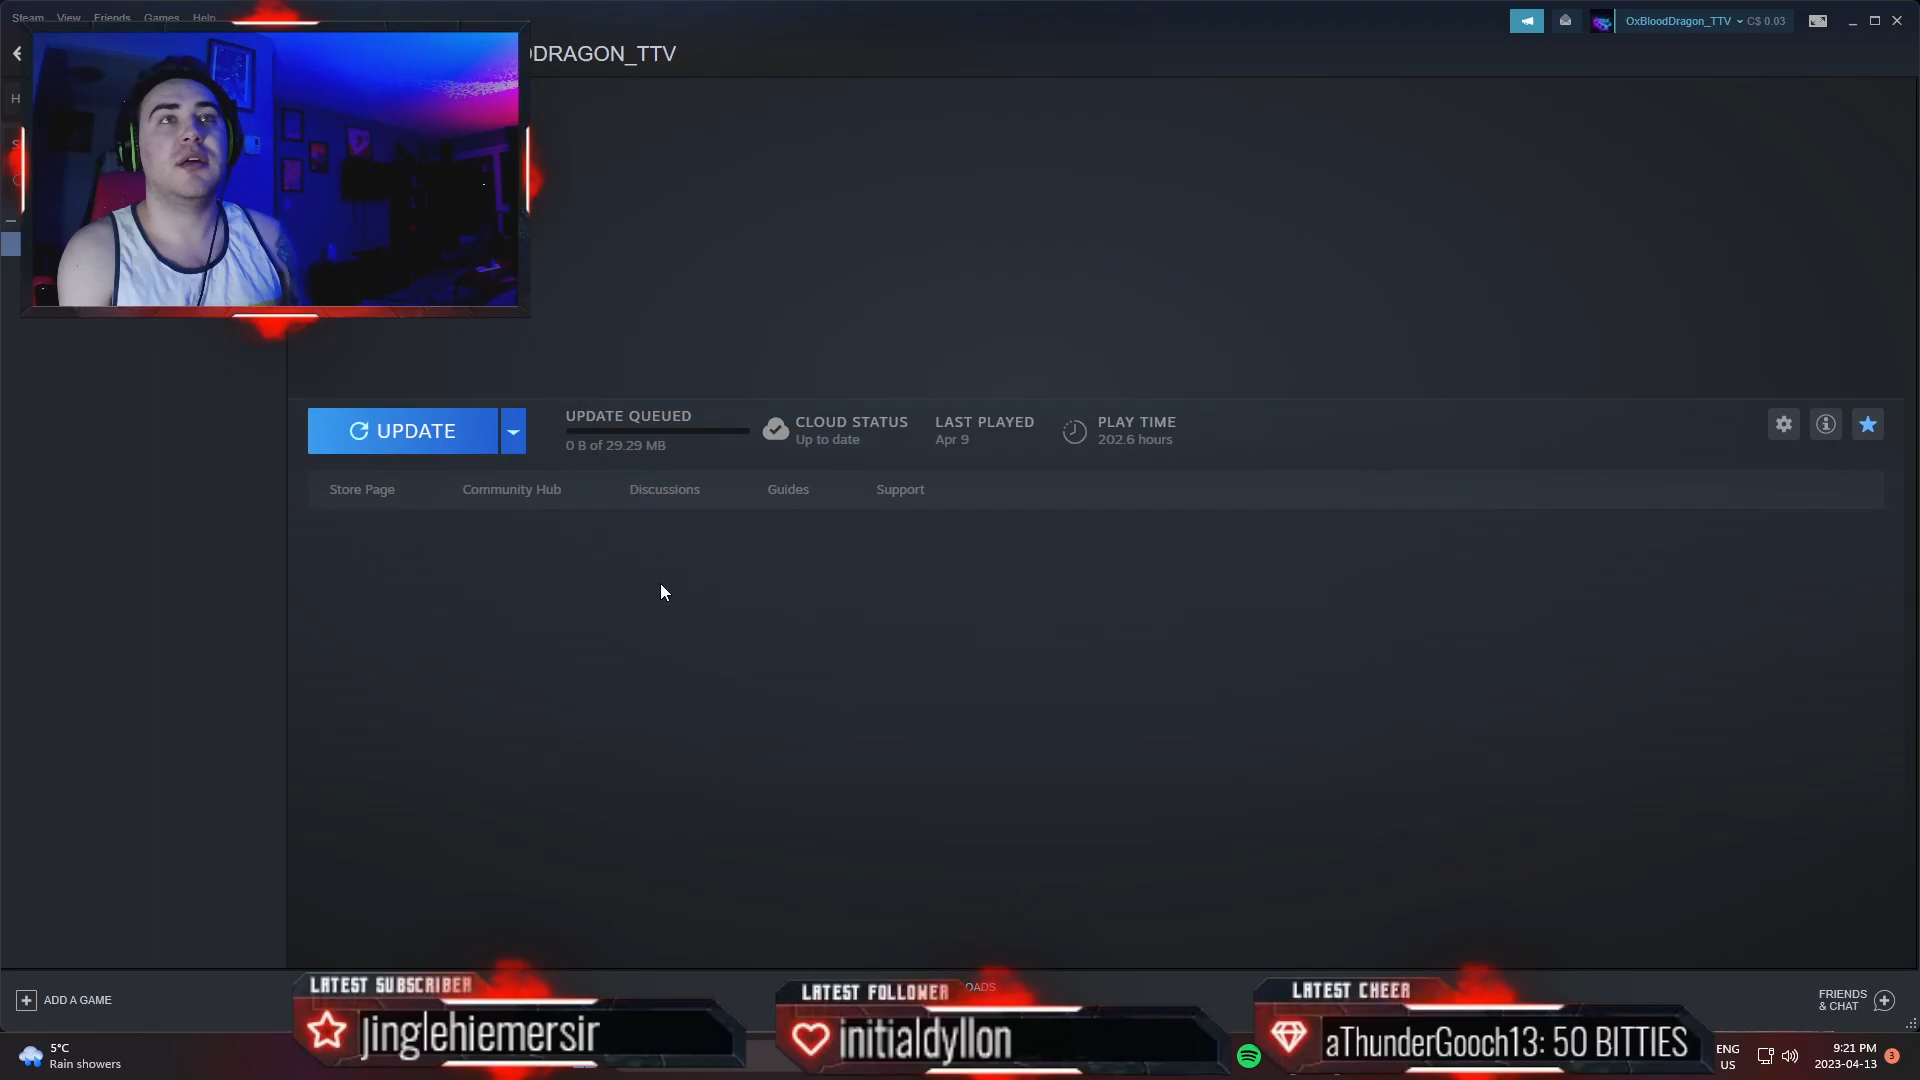 Steam View Friends Games Help
OxBloodDragon_TTV C$ 0.03
DRAGON_TTV
UPDATE
UPDATE QUEUED
0 B of 29.29 MB
CLOUD STATUS
Up to date
LAST PLAYED
Apr 9
PLAY TIME
202.6 hours
Store Page Community Hub Discussions Guides Support
ADD A GAME
LATEST SUBSCRIBER
Jinglehiemersir
LATEST FOLLOWER
OADS
initialdyllon
LATEST CHEER
aThunderGooch13: 50 BITTIES
FRIENDS
& CHAT
5°C
Rain showers
ENG
US
9:21 PM
2023-04-13
3